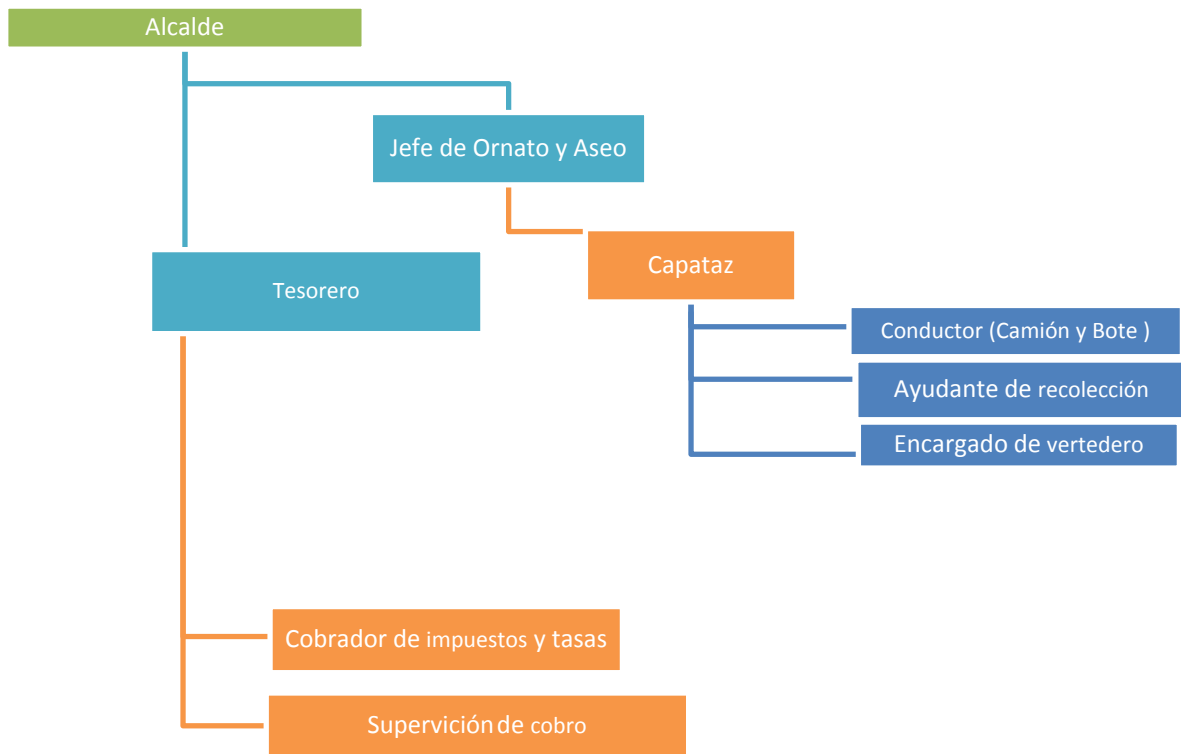 Alcalde
Jefe de Ornato y Aseo
Capataz
Tesorero
Conductor (Camión y Bote )
Ayudante de recolección
Encargado de vertedero
Cobrador de impuestos y tasas
Supervición de cobro